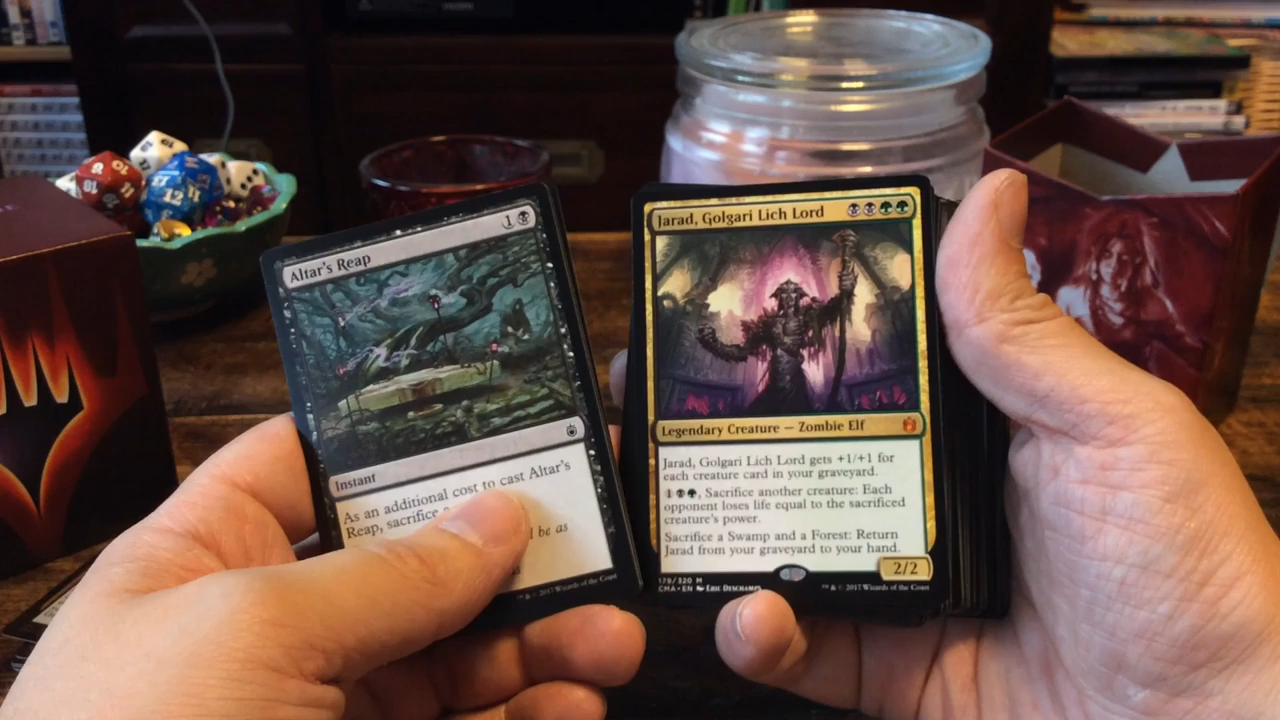 Altar's Reap
1
Instant
As an additional cost to cast Altar's
Reap, sacrifice
be as
™ & © 2017 Wizards of the Coast
Jarad, Golgari Lich Lord
Legendary Creature — Zombie Elf
Jarad, Golgari Lich Lord gets +1/+1 for
each creature card in your graveyard.
1, Sacrifice another creature: Each
opponent loses life equal to the sacrificed
creature's power.
Sacrifice a Swamp and a Forest: Return
Jarad from your graveyard to your hand.
2/2
179/320 M
CMA • EN Eric Deschamps
™ & © 2017 Wizards of the Coast
12